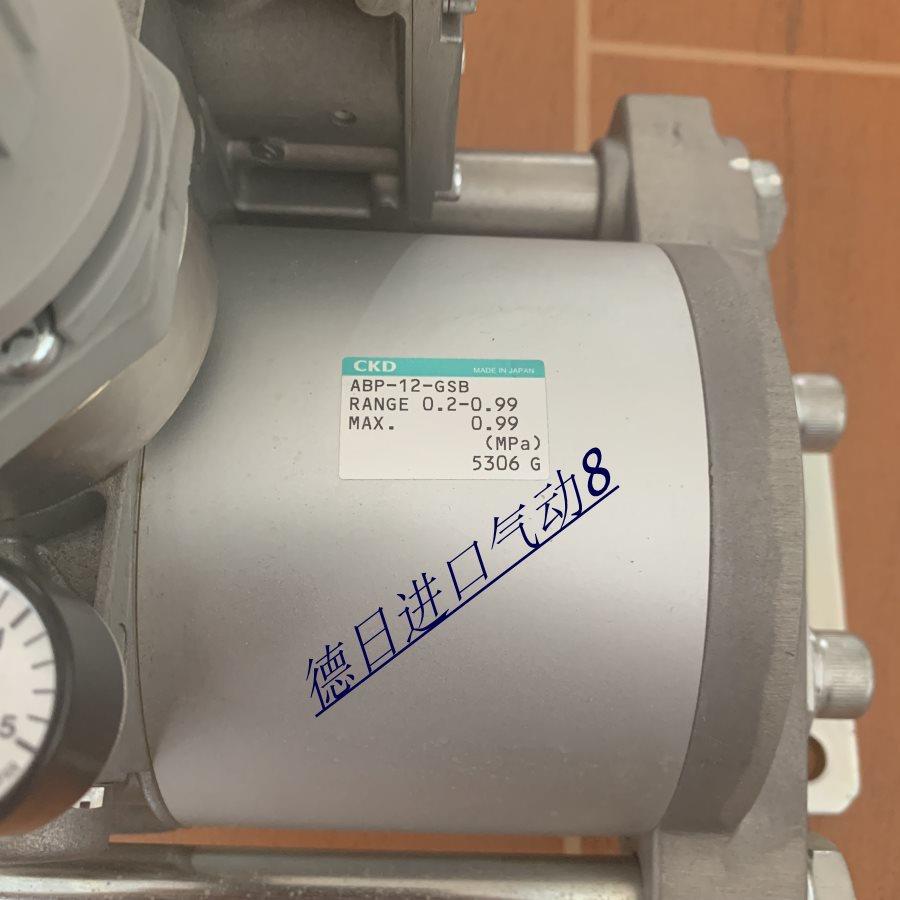 CKD MADE IN JAPAN
ABP-12-GSB
RANGE 0.2-0.99
MAX. 0.99
(MPa)
5306 G
德日进口气动8
5